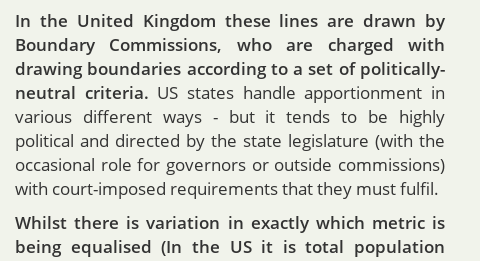 In the United Kingdom these lines are drawn by
Boundary Commissions, who are charged with
drawing boundaries according to a set of politically-
neutral criteria. US states handle apportionment in
various different ways - but it tends to be highly
political and directed by the state legislature (with the
occasional role for governors or outside commissions)
with court-imposed requirements that they must fulfil.
Whilst there is variation in exactly which metric is
being equalised (In the US it is total population